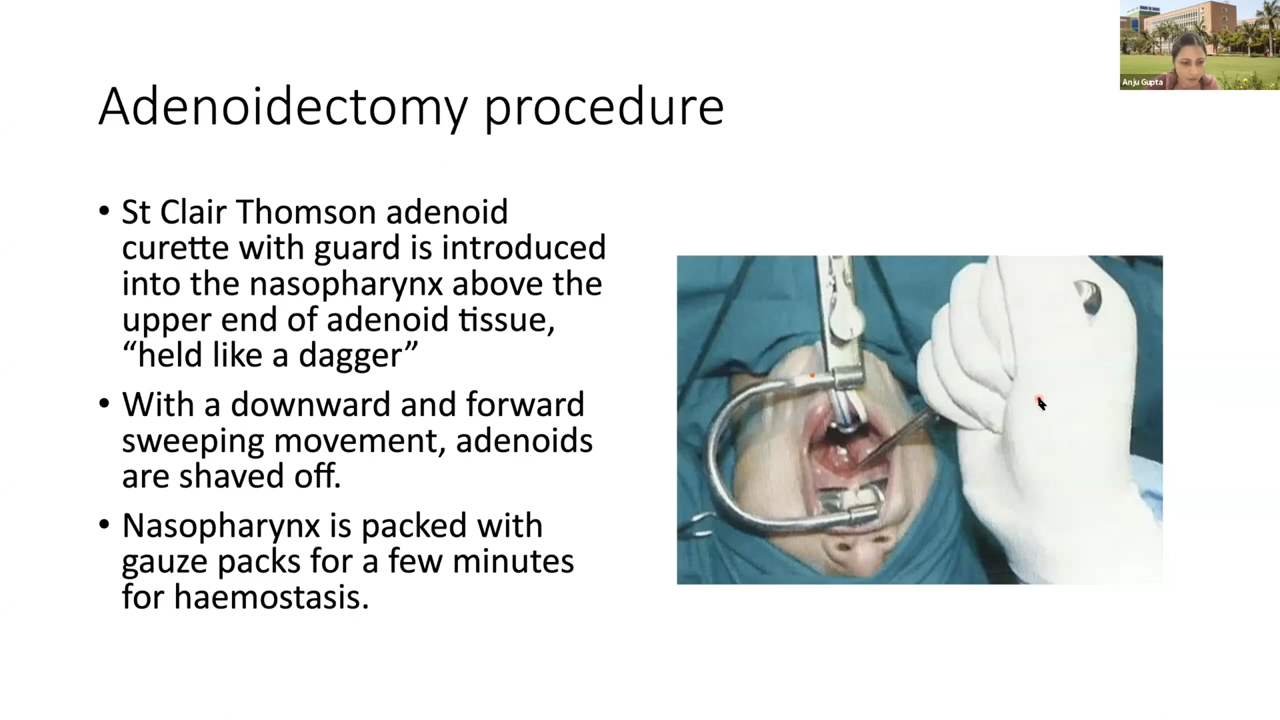 Anju Gupta
Adenoidectomy procedure
• St Clair Thomson adenoid
curette with guard is introduced
into the nasopharynx above the
upper end of adenoid tissue,
“held like a dagger”
• With a downward and forward
sweeping movement, adenoids
are shaved off.
• Nasopharynx is packed with
gauze packs for a few minutes
for haemostasis.